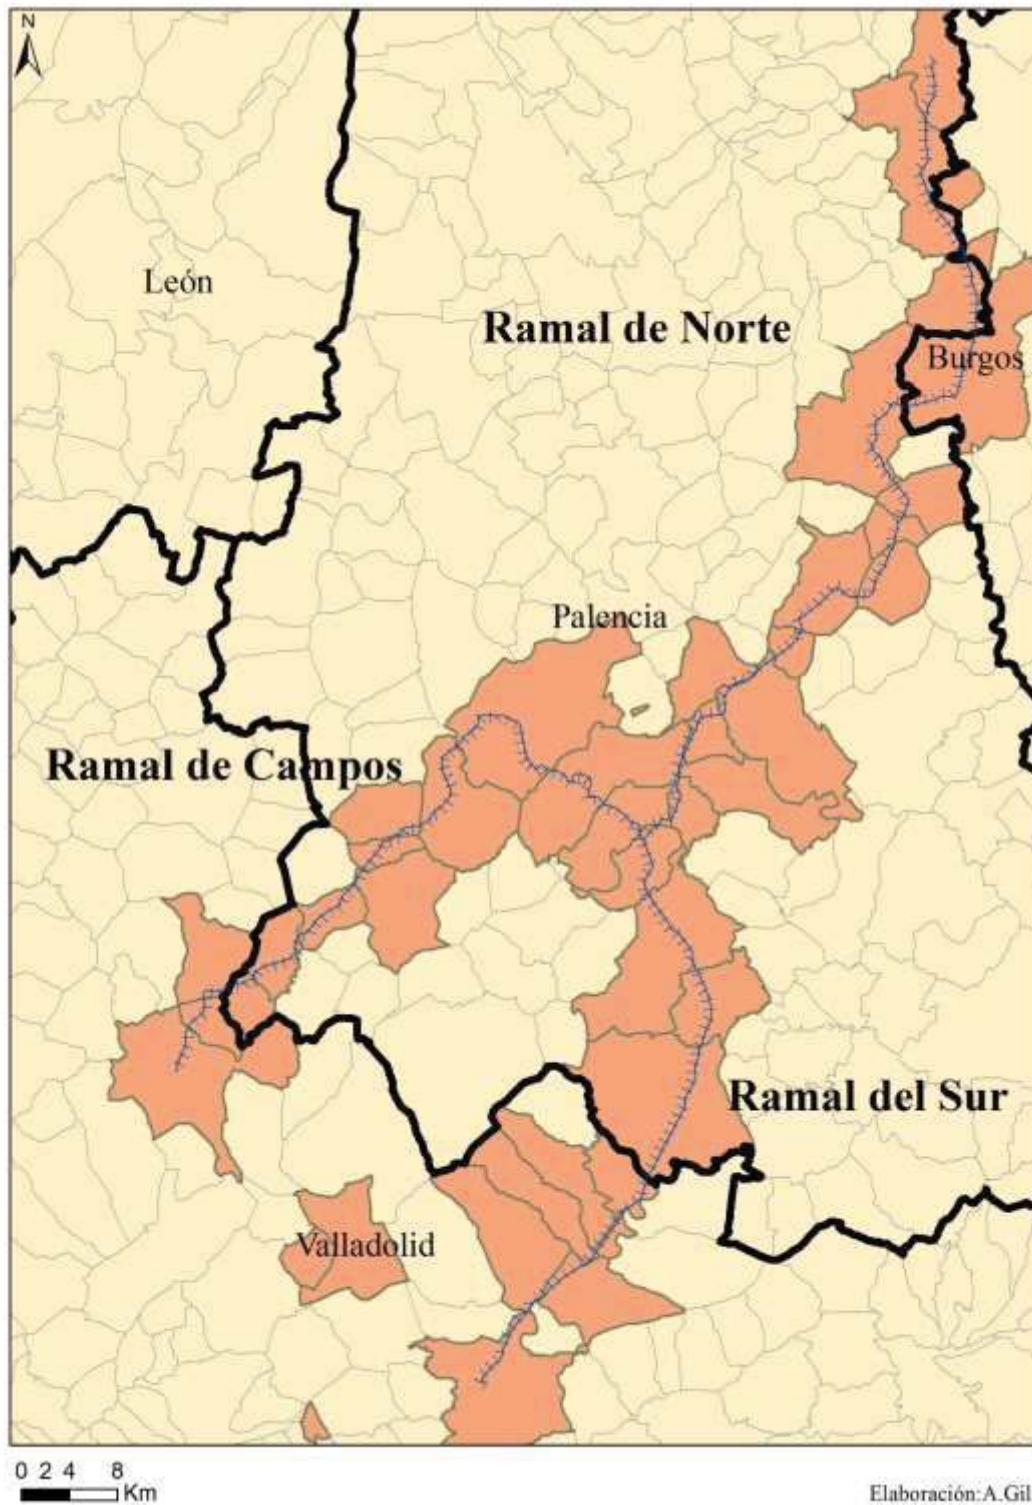 N
León
Ramal de Norte
Burgos
Palencia
Ramal de Campos
Ramal del Sur
Valladolid
0 2 4 8
Km
Elaboración:A.Gil